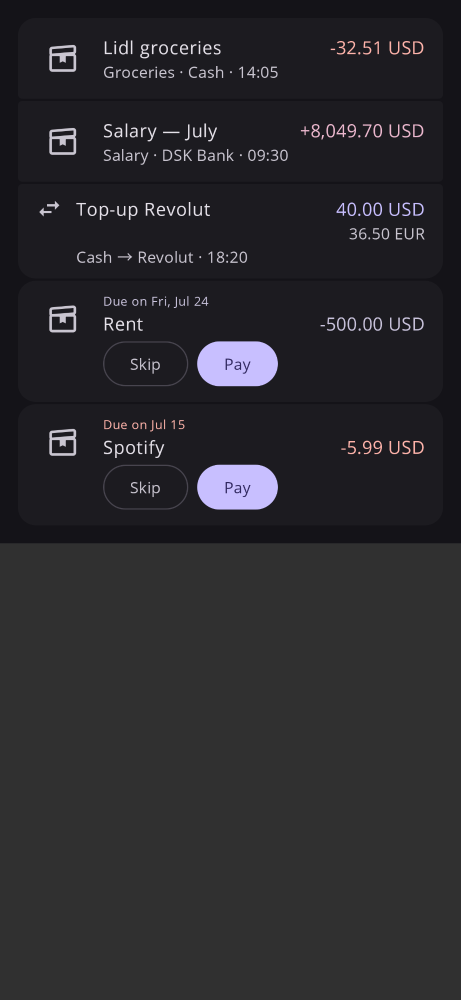 Lidl groceries -32.51 USD
Groceries · Cash · 14:05
Salary — July +8,049.70 USD
Salary · DSK Bank · 09:30
Top-up Revolut 40.00 USD
36.50 EUR
Cash → Revolut · 18:20
Due on Fri, Jul 24
Rent -500.00 USD
Skip Pay
Due on Jul 15
Spotify -5.99 USD
Skip Pay